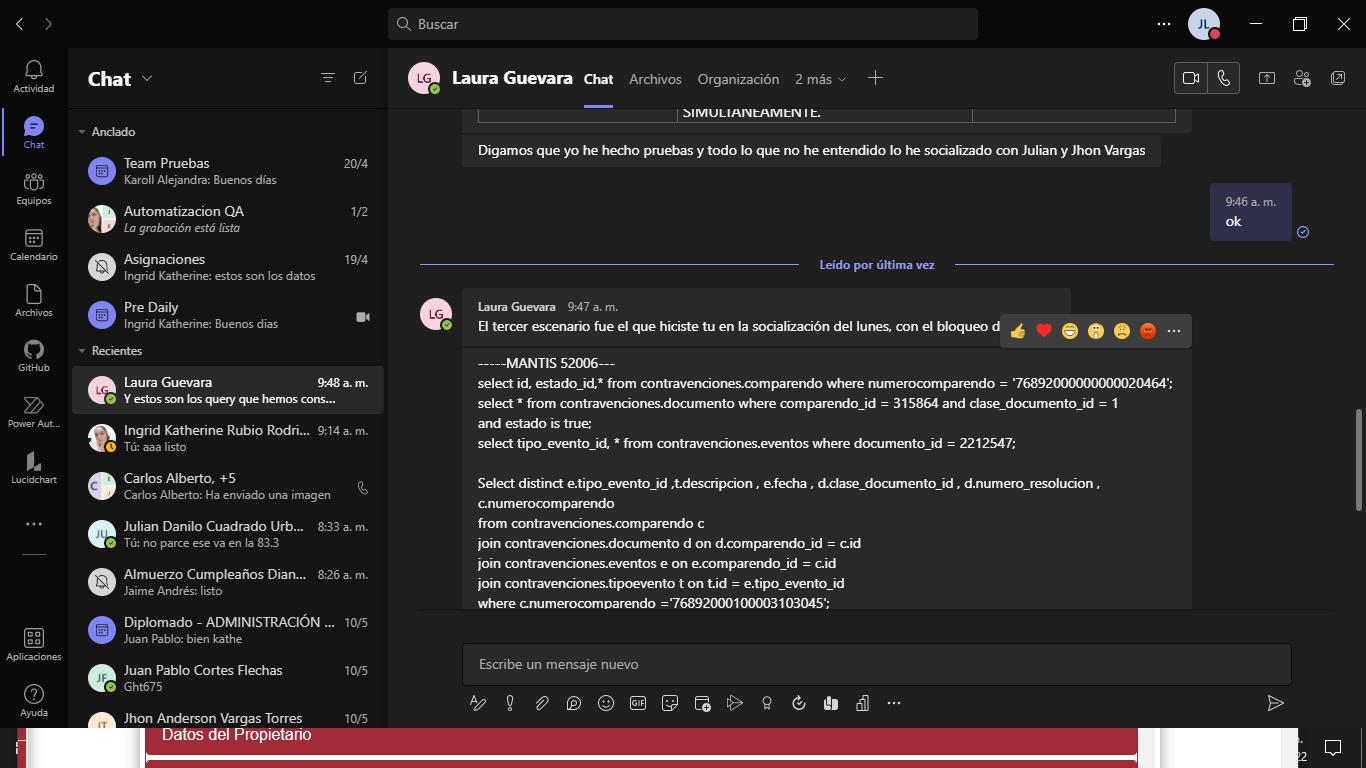 Buscar
JL
Actividad
Chat
Equipos
Calendario
Archivos
GitHub
Power Aut...
Lucidchart
Aplicaciones
Ayuda
Chat
Anclado
Team Pruebas 20/4
Karoll Alejandra: Buenos días
Automatizacion QA 1/2
La grabación está lista
Asignaciones 19/4
Ingrid Katherine: estos son los datos
Pre Daily
Ingrid Katherine: Buenos dias
Recientes
LG
Laura Guevara 9:48 a. m.
Y estos son los query que hemos cons...
Ingrid Katherine Rubio Rodri... 9:14 a. m.
Tú: aaa listo
C
Carlos Alberto, +5
Carlos Alberto: Ha enviado una imagen
JU
Julian Danilo Cuadrado Urb... 8:33 a. m.
Tú: no parce ese va en la 83.3
Almuerzo Cumpleaños Dian... 8:26 a. m.
Jaime Andrés: listo
Diplomado - ADMINISTRACIÓN ... 10/5
Juan Pablo: bien kathe
JF
Juan Pablo Cortes Flechas 10/5
Ght675
JT
Jhon Anderson Vargas Torres 10/5
LG
Laura Guevara Chat Archivos Organización 2 más
SIMULTANEAMENTE.
Digamos que yo he hecho pruebas y todo lo que no he entendido lo he socializado con Julian y Jhon Vargas
9:46 a. m.
ok
Leído por última vez
LG
Laura Guevara 9:47 a. m.
El tercer escenario fue el que hiciste tu en la socialización del lunes, con el bloqueo d
-----MANTIS 52006---
select id, estado_id,* from contravenciones.comparendo where numerocomparendo = '76892000000000020464';
select * from contravenciones.documento where comparendo_id = 315864 and clase_documento_id = 1
and estado is true;
select tipo_evento_id, * from contravenciones.eventos where documento_id = 2212547;
Select distinct e.tipo_evento_id ,t.descripcion , e.fecha , d.clase_documento_id , d.numero_resolucion ,
c.numerocomparendo
from contravenciones.comparendo c
join contravenciones.documento d on d.comparendo_id = c.id
join contravenciones.eventos e on e.comparendo_id = c.id
join contravenciones.tipoevento t on t.id = e.tipo_evento_id
where c.numerocomparendo ='76892000100003103045';
Escribe un mensaje nuevo
GIF
Datos del Propietario
22